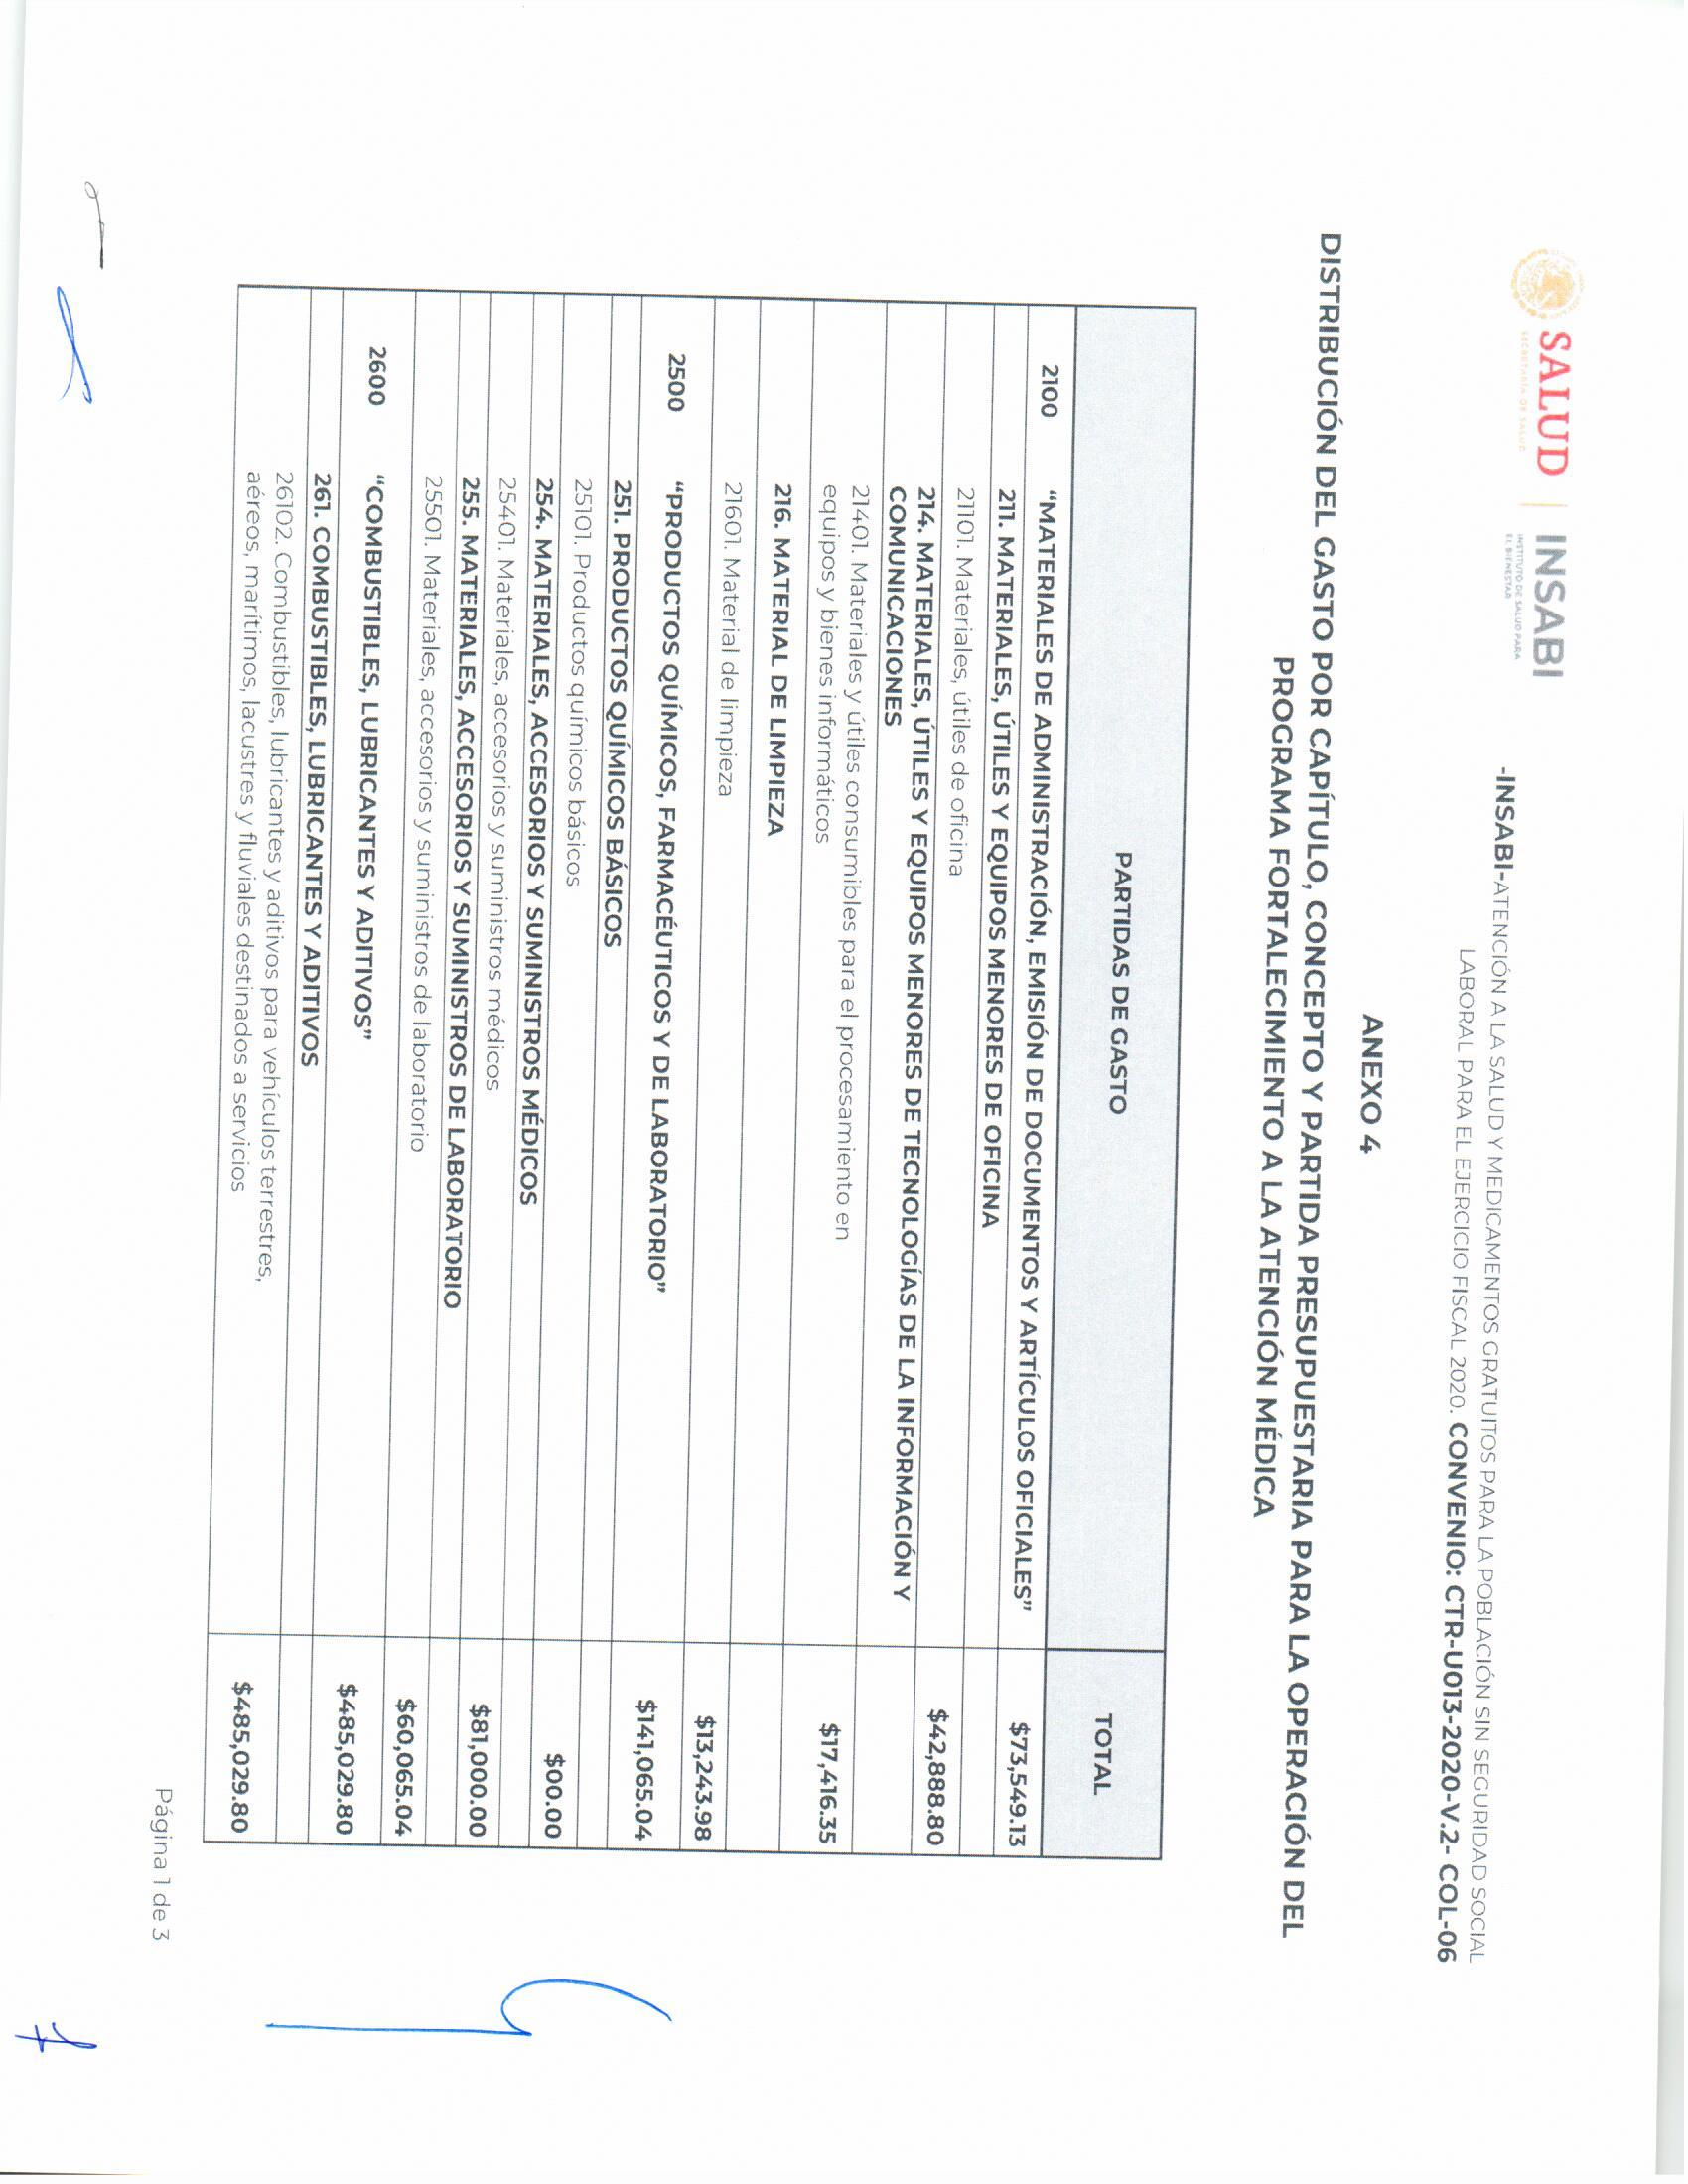 SALUD
SECRETARÍA DE SALUD
INSABI
INSTITUTO DE SALUD PARA
EL BIENESTAR
-INSABI-ATENCIÓN A LA SALUD Y MEDICAMENTOS GRATUITOS PARA LA POBLACIÓN SIN SEGURIDAD SOCIAL
LABORAL PARA EL EJERCICIO FISCAL 2020. CONVENIO: CTR-U013-2020-V.2- COL-06
ANEXO 4
DISTRIBUCIÓN DEL GASTO POR CAPÍTULO, CONCEPTO Y PARTIDA PRESUPUESTARIA PARA LA OPERACIÓN DEL
PROGRAMA FORTALECIMIENTO A LA ATENCIÓN MÉDICA
PARTIDAS DE GASTO TOTAL
2100 "MATERIALES DE ADMINISTRACIÓN, EMISIÓN DE DOCUMENTOS Y ARTÍCULOS OFICIALES" $73,549.13
211. MATERIALES, ÚTILES Y EQUIPOS MENORES DE OFICINA
21101. Materiales, útiles de oficina $42,888.80
214. MATERIALES, ÚTILES Y EQUIPOS MENORES DE TECNOLOGÍAS DE LA INFORMACIÓN Y
COMUNICACIONES
21401. Materiales y útiles consumibles para el procesamiento en
equipos y bienes informáticos $17,416.35
216. MATERIAL DE LIMPIEZA
21601. Material de limpieza $13,243.98
2500 "PRODUCTOS QUÍMICOS, FARMACÉUTICOS Y DE LABORATORIO" $141,065.04
251. PRODUCTOS QUÍMICOS BÁSICOS
25101. Productos químicos básicos $00.00
254. MATERIALES, ACCESORIOS Y SUMINISTROS MÉDICOS
25401. Materiales, accesorios y suministros médicos $81,000.00
255. MATERIALES, ACCESORIOS Y SUMINISTROS DE LABORATORIO
25501. Materiales, accesorios y suministros de laboratorio $60,065.04
2600 "COMBUSTIBLES, LUBRICANTES Y ADITIVOS" $485,029.80
261. COMBUSTIBLES, LUBRICANTES Y ADITIVOS
26102. Combustibles, lubricantes y aditivos para vehículos terrestres,
aéreos, marítimos, lacustres y fluviales destinados a servicios $485,029.80
Página 1 de 3